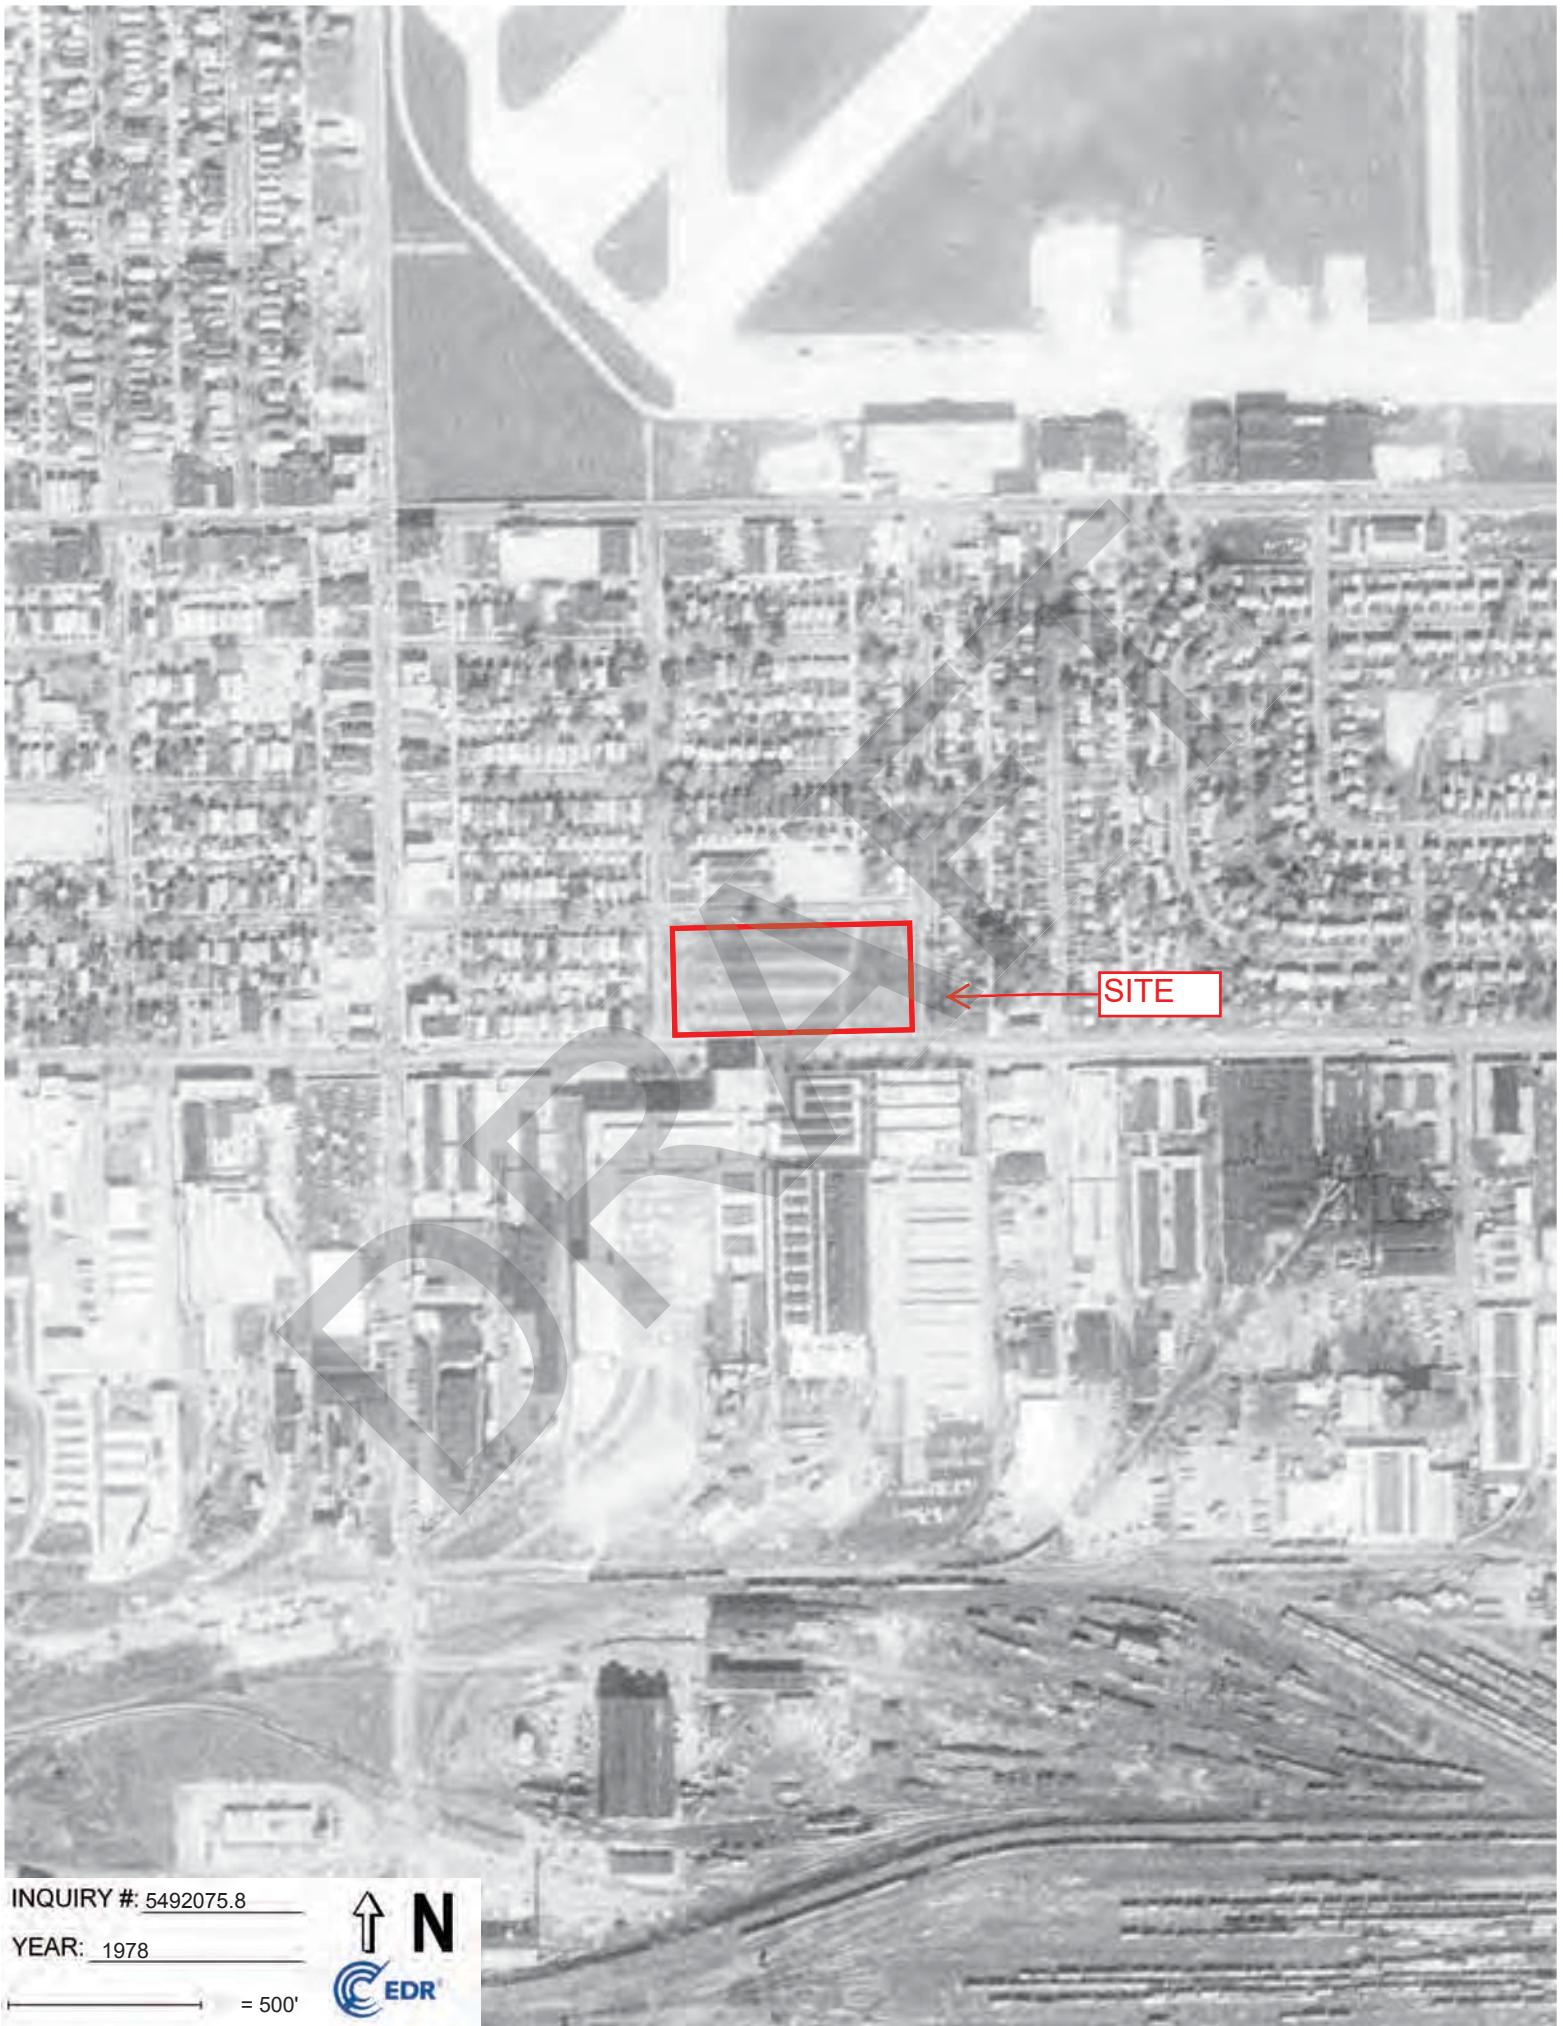 DRAFT
SITE
INQUIRY #: 5492075.8
YEAR: 1978
= 500'
N
EDR